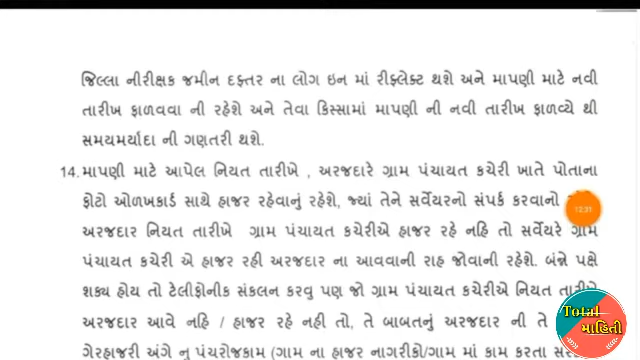 જિલ્લા નીરીક્ષક જમીન દફતર ના લોગ ઇન માં રીફ્લેક્ટ થશે અને માપણી માટે નવી
તારીખ ફાળવવા ની રહેશે અને તેવા કિસ્સામાં માપણી ની નવી તારીખ ફાળવ્યે થી
સમયમર્યાદા ની ગણતરી થશે.
14. માપણી માટે આપેલ નિયત તારીખે , અરજદારે ગ્રામ પંચાયત કચેરી ખાતે પોતાના
ફોટો ઓળખકાર્ડ સાથે હાજર રહેવાનું રહેશે, જ્યાં તેને સર્વેયરનો સંપર્ક કરવાનો
અરજદાર નિયત તારીખે ગ્રામ પંચાયત કચેરીએ હાજર રહે નહિ તો સર્વેયરે ગ્રામ
પંચાયત કચેરી એ હાજર રહી અરજદાર ના આવવાની રાહ જોવાની રહેશે. બંન્ને પક્ષે
શક્ય હોય તો ટેલીફોનીક સંકલન કરવુ પણ જો ગ્રામ પંચાયત કચેરીએ નિયત તારીખે
અરજદાર આવે નહિ / હાજર રહે નહી તો, તે બાબતનું અરજદાર ની તે
ગેરહાજરી અંગે નુ પંચરોજકામ (ગામ ના હાજર નાગરીકો/ગામ માં કામ કરતા
12:31
Total
માહિતી